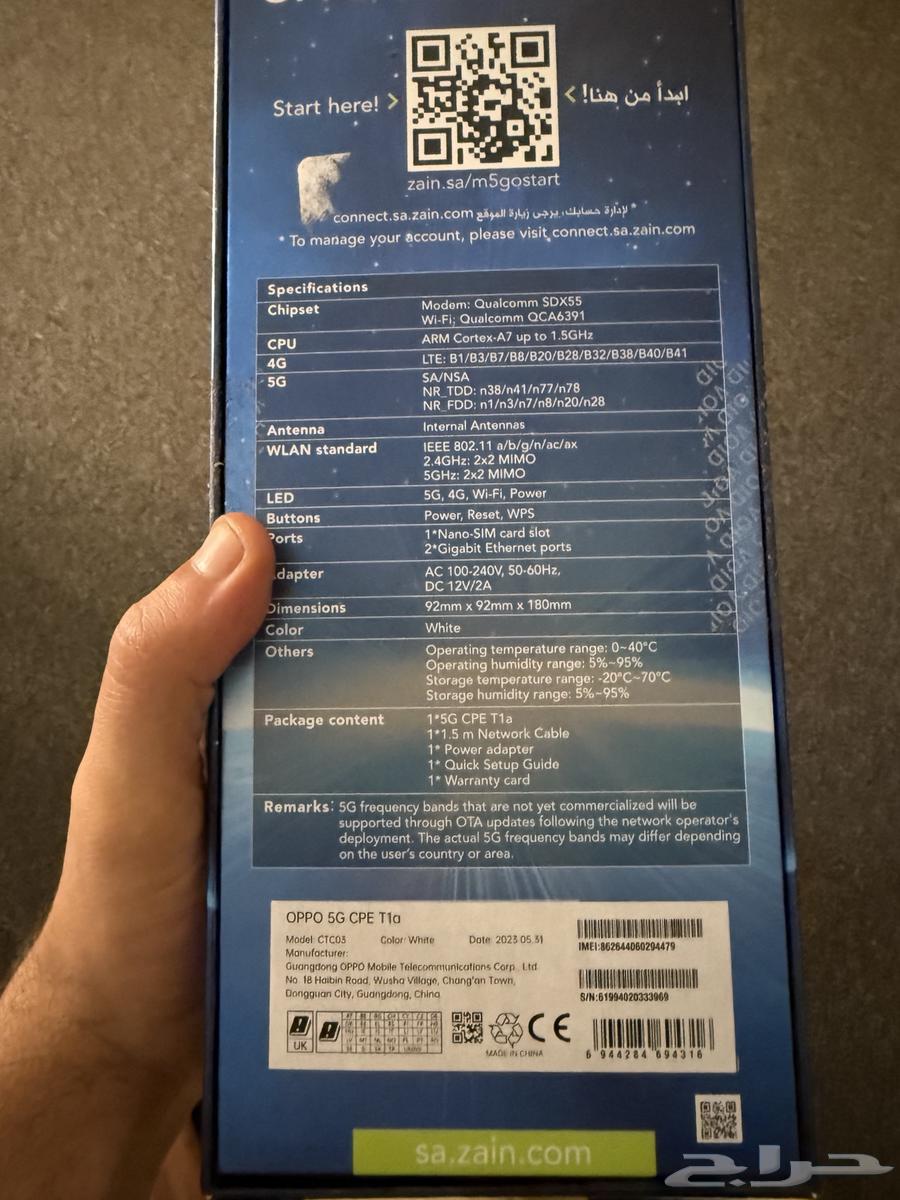 Start here! >
< ابدأ من هنا!
zain.sa/m5gostart
* لإدارة حسابك، يرجى زيارة الموقع connect.sa.zain.com
* To manage your account, please visit connect.sa.zain.com
Specifications
Chipset Modem: Qualcomm SDX55
Wi-Fi; Qualcomm QCA6391
CPU ARM Cortex-A7 up to 1.5GHz
4G LTE: B1/B3/B7/B8/B20/B28/B32/B38/B40/B41
5G SA/NSA
NR_TDD: n38/n41/n77/n78
NR_FDD: n1/n3/n7/n8/n20/n28
Antenna Internal Antennas
WLAN standard IEEE 802.11 a/b/g/n/ac/ax
2.4GHz: 2x2 MIMO
5GHz: 2x2 MIMO
LED 5G, 4G, Wi-Fi, Power
Buttons Power, Reset, WPS
Ports 1*Nano-SIM card slot
2*Gigabit Ethernet ports
Adapter AC 100-240V, 50-60Hz,
DC 12V/2A
Dimensions 92mm x 92mm x 180mm
Color White
Others Operating temperature range: 0~40°C
Operating humidity range: 5%~95%
Storage temperature range: -20°C~70°C
Storage humidity range: 5%~95%
Package content 1*5G CPE T1a
1*1.5 m Network Cable
1* Power adapter
1* Quick Setup Guide
1* Warranty card
Remarks: 5G frequency bands that are not yet commercialized will be
supported through OTA updates following the network operator's
deployment. The actual 5G frequency bands may differ depending
on the user's country or area.
OPPO 5G CPE T1a
Model: CTC03 Color: White Date: 2023.05.31
Manufacturer:
Guangdong OPPO Mobile Telecommunications Corp., Ltd.
No. 18 Haibin Road, Wusha Village, Chang'an Town,
Dongguan City, Guangdong, China
IMEI:862644060294479
S/N:61994020333969
UK
MADE IN CHINA
CE
6 944284 694316
sa.zain.com
حراج